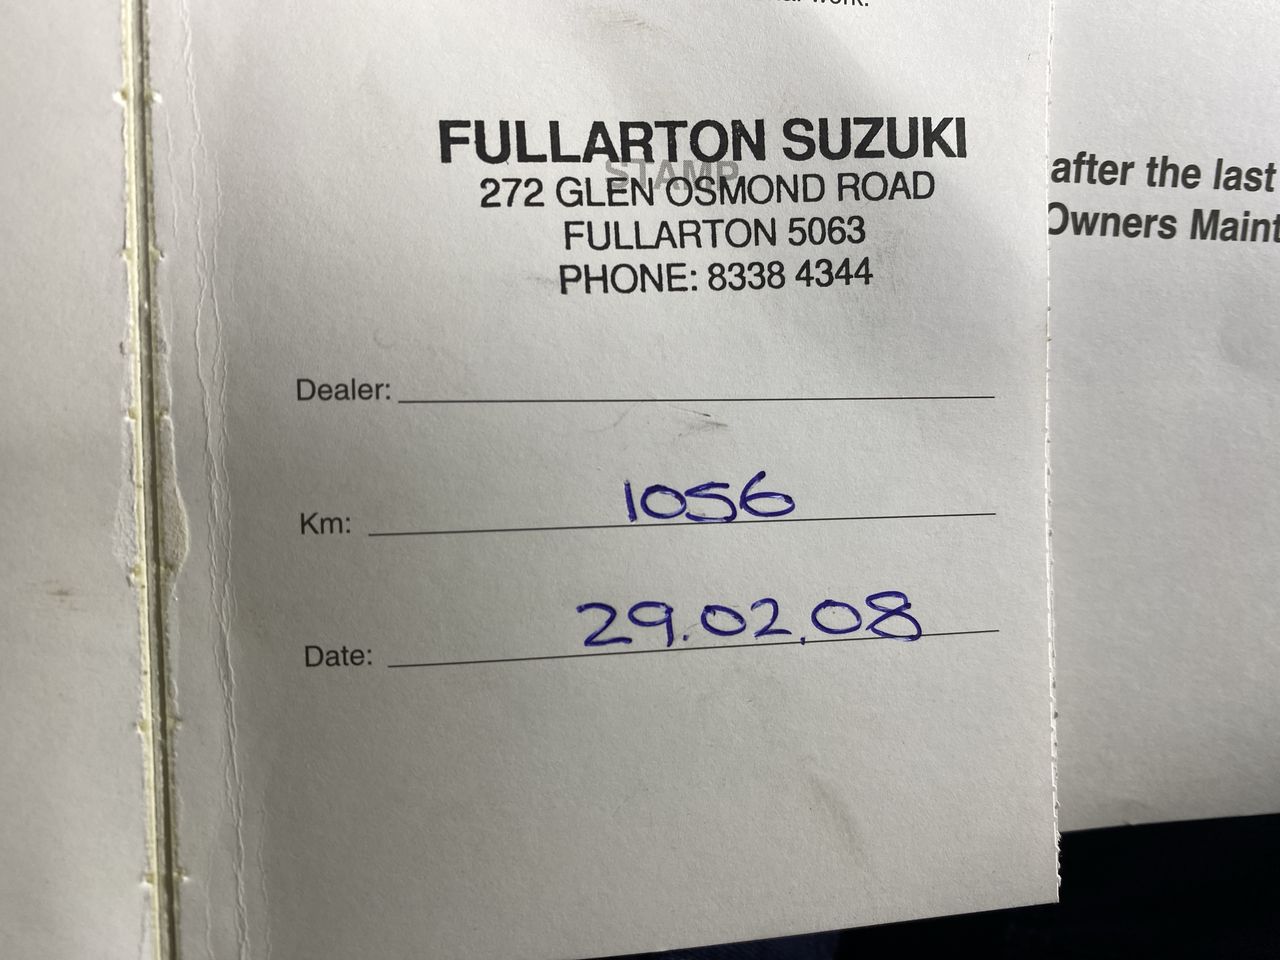 work.
FULLARTON SUZUKI
STAMP
272 GLEN OSMOND ROAD
FULLARTON 5063
PHONE: 8338 4344
Dealer:
Km: 1056
Date: 29.02.08
after the last
Owners Maint